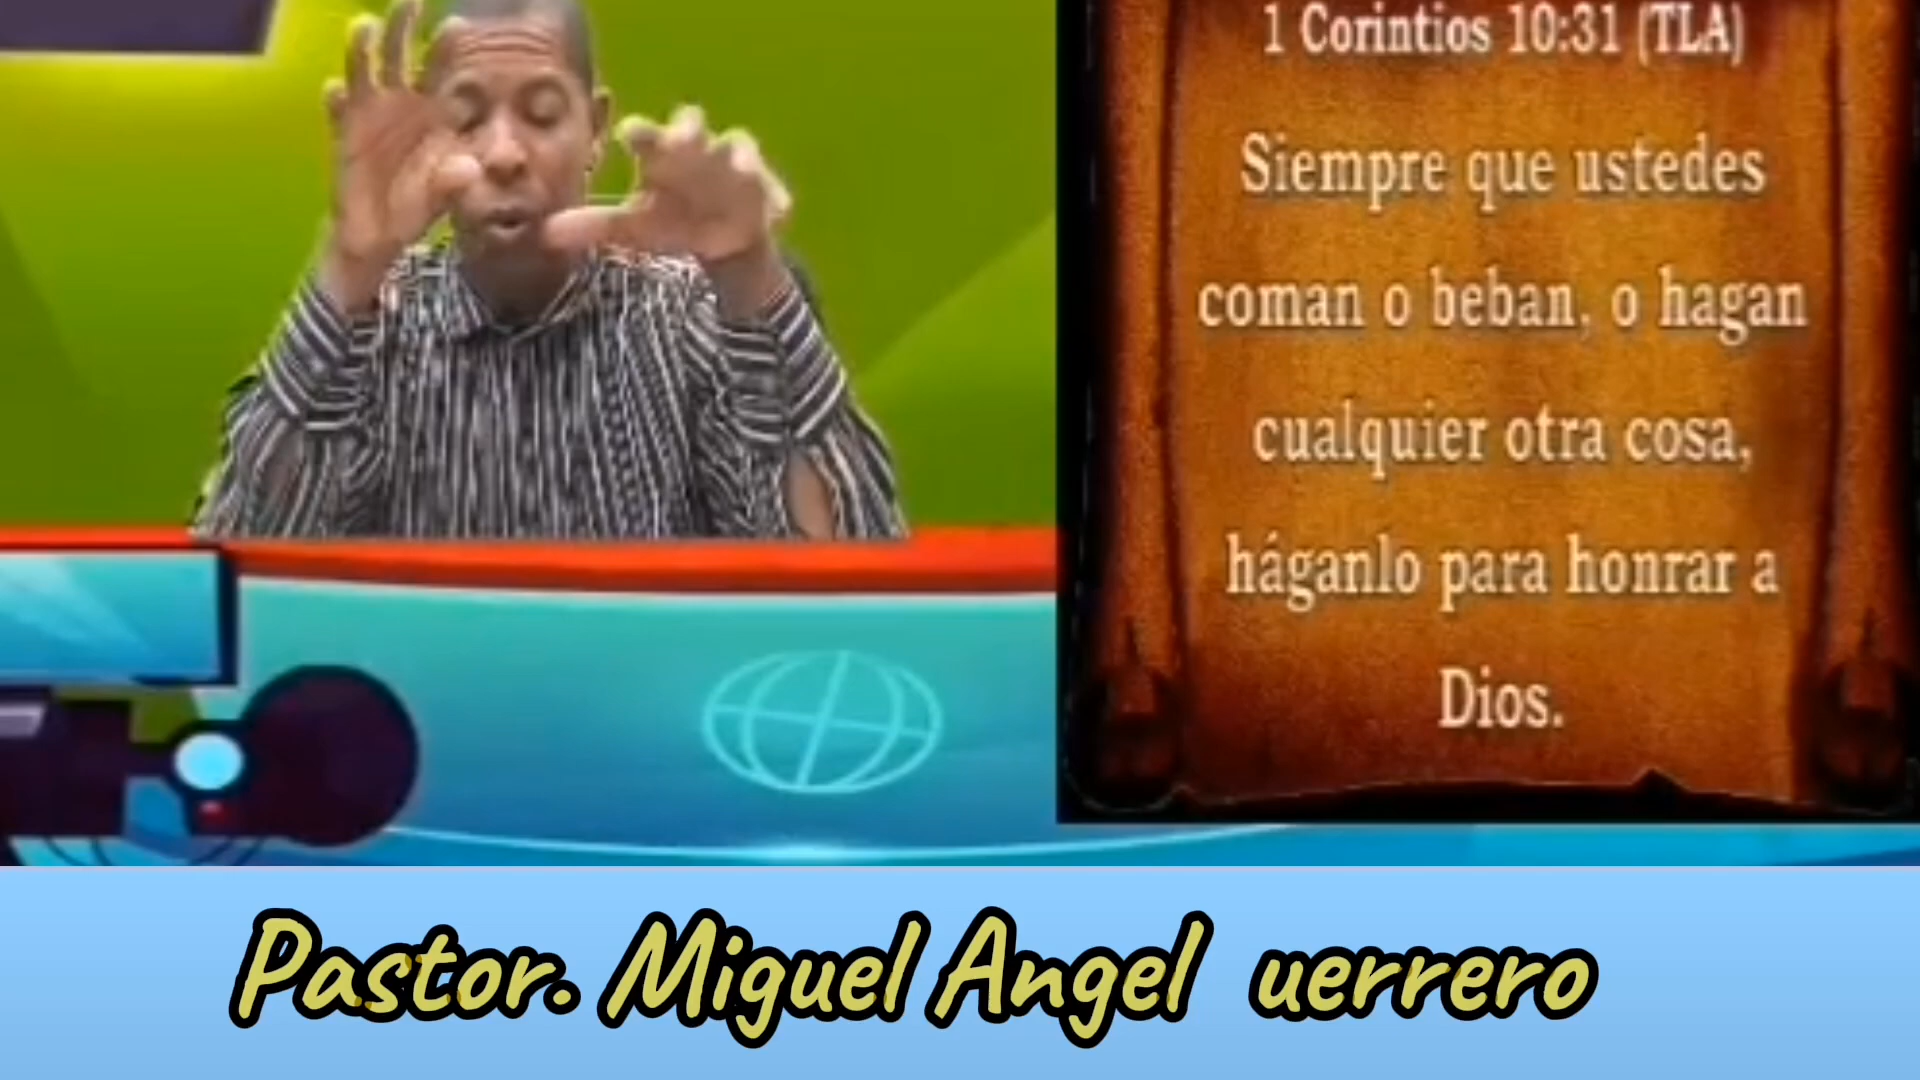 1 Corintios 10:31 (TLA)
Siempre que ustedes
coman o beban, o hagan
cualquier otra cosa,
háganlo para honrar a
Dios.
Pastor. Miguel Angel uerrero